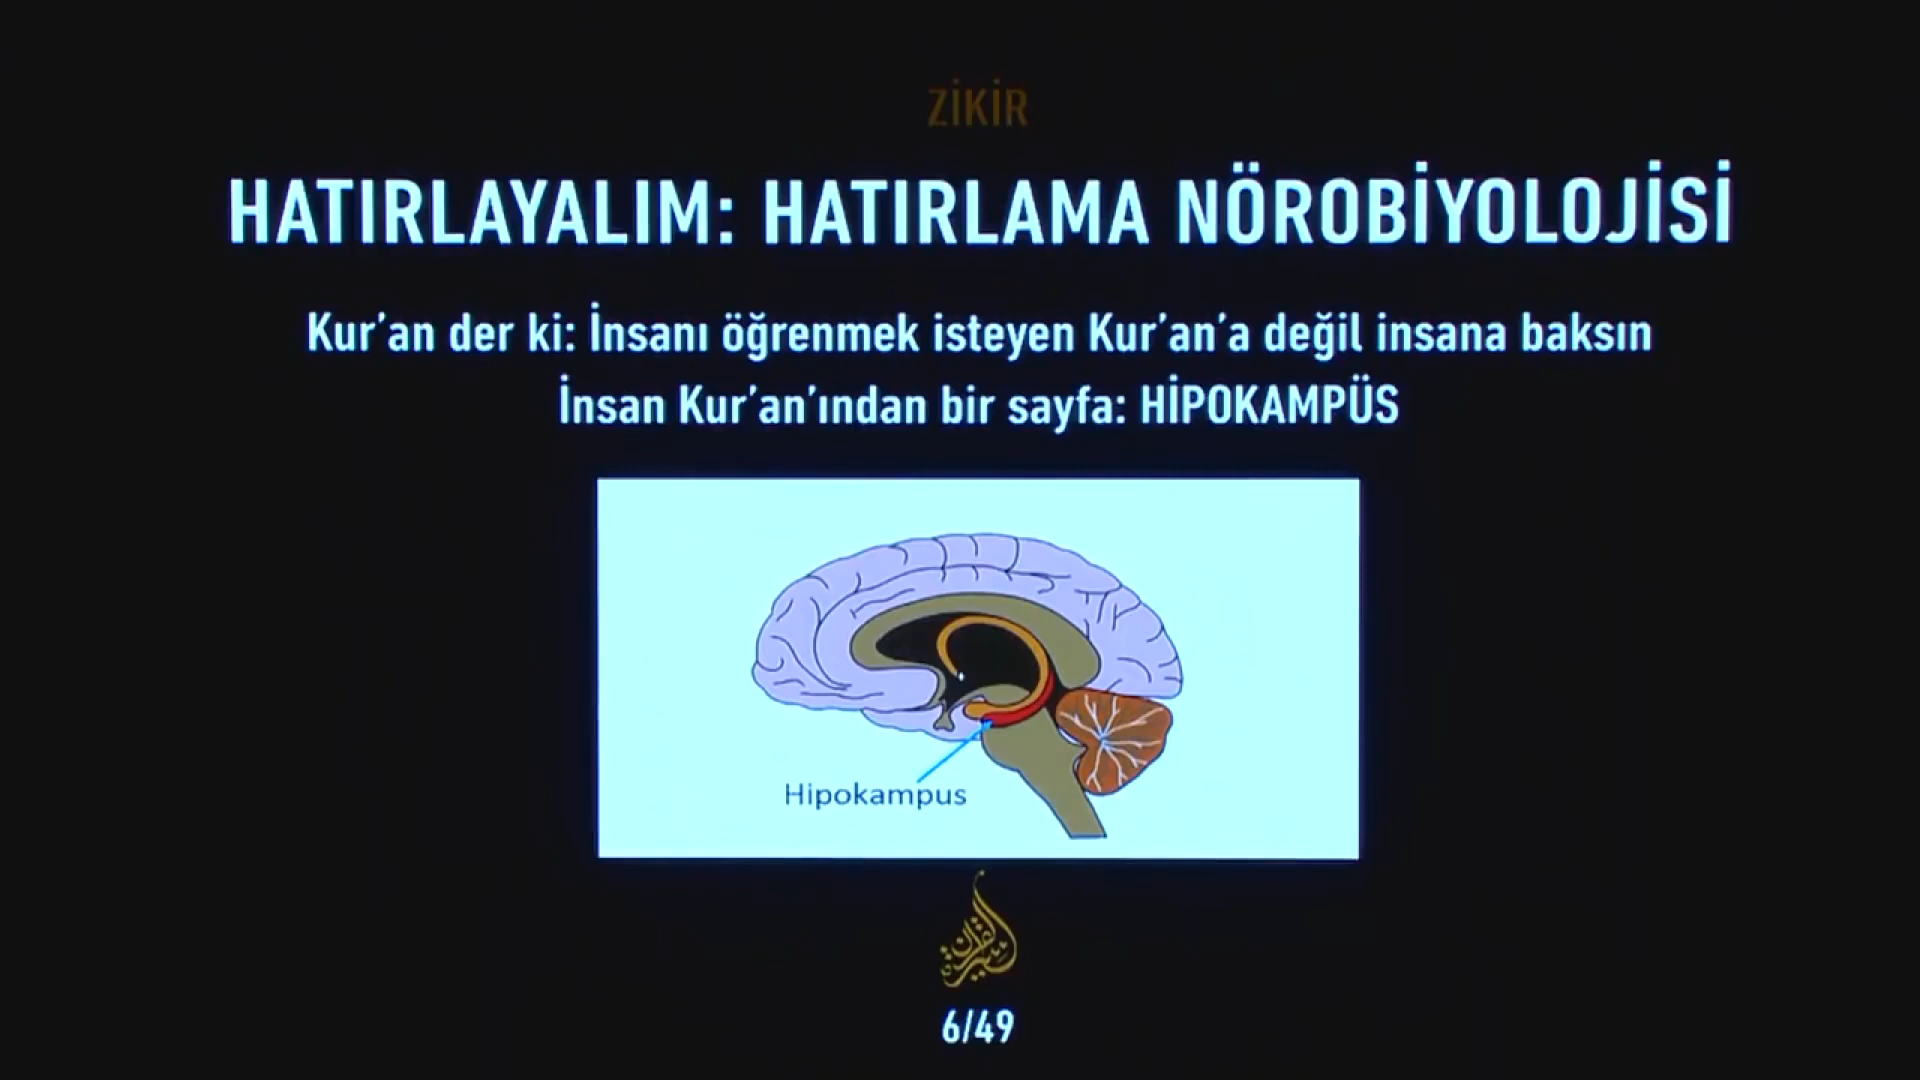 ZİKİR
HATIRLAYALIM: HATIRLAMA NÖROBİYOLOJİSİ
Kur’an der ki: İnsanı öğrenmek isteyen Kur’an’a değil insana baksın
İnsan Kur’an’ından bir sayfa: HİPOKAMPÜS
Hipokampus
6/49